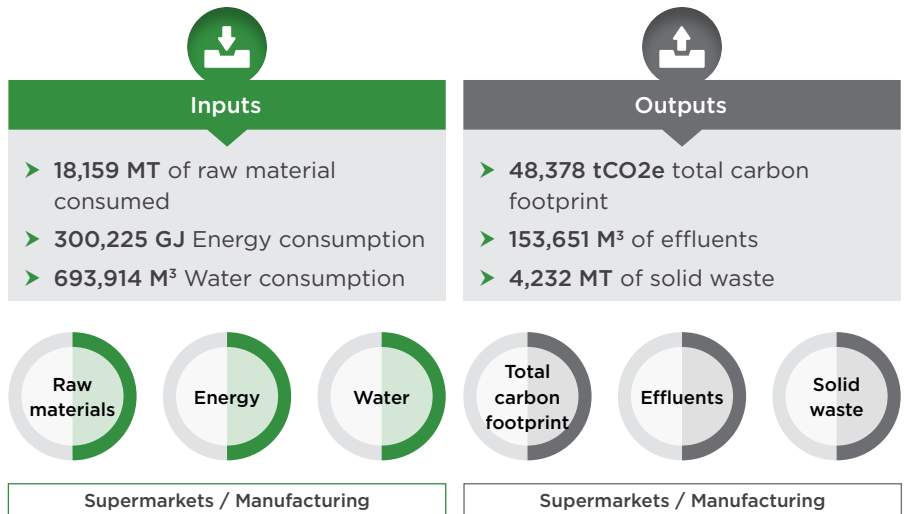 Inputs
18,159 MT of raw material
consumed
300,225 GJ Energy consumption
693,914 M³ Water consumption
Outputs
48,378 tCO2e total carbon
footprint
153,651 M³ of effluents
4,232 MT of solid waste
Raw
materials
Energy
Water
Total
carbon
footprint
Effluents
Solid
waste
Supermarkets / Manufacturing
Supermarkets / Manufacturing